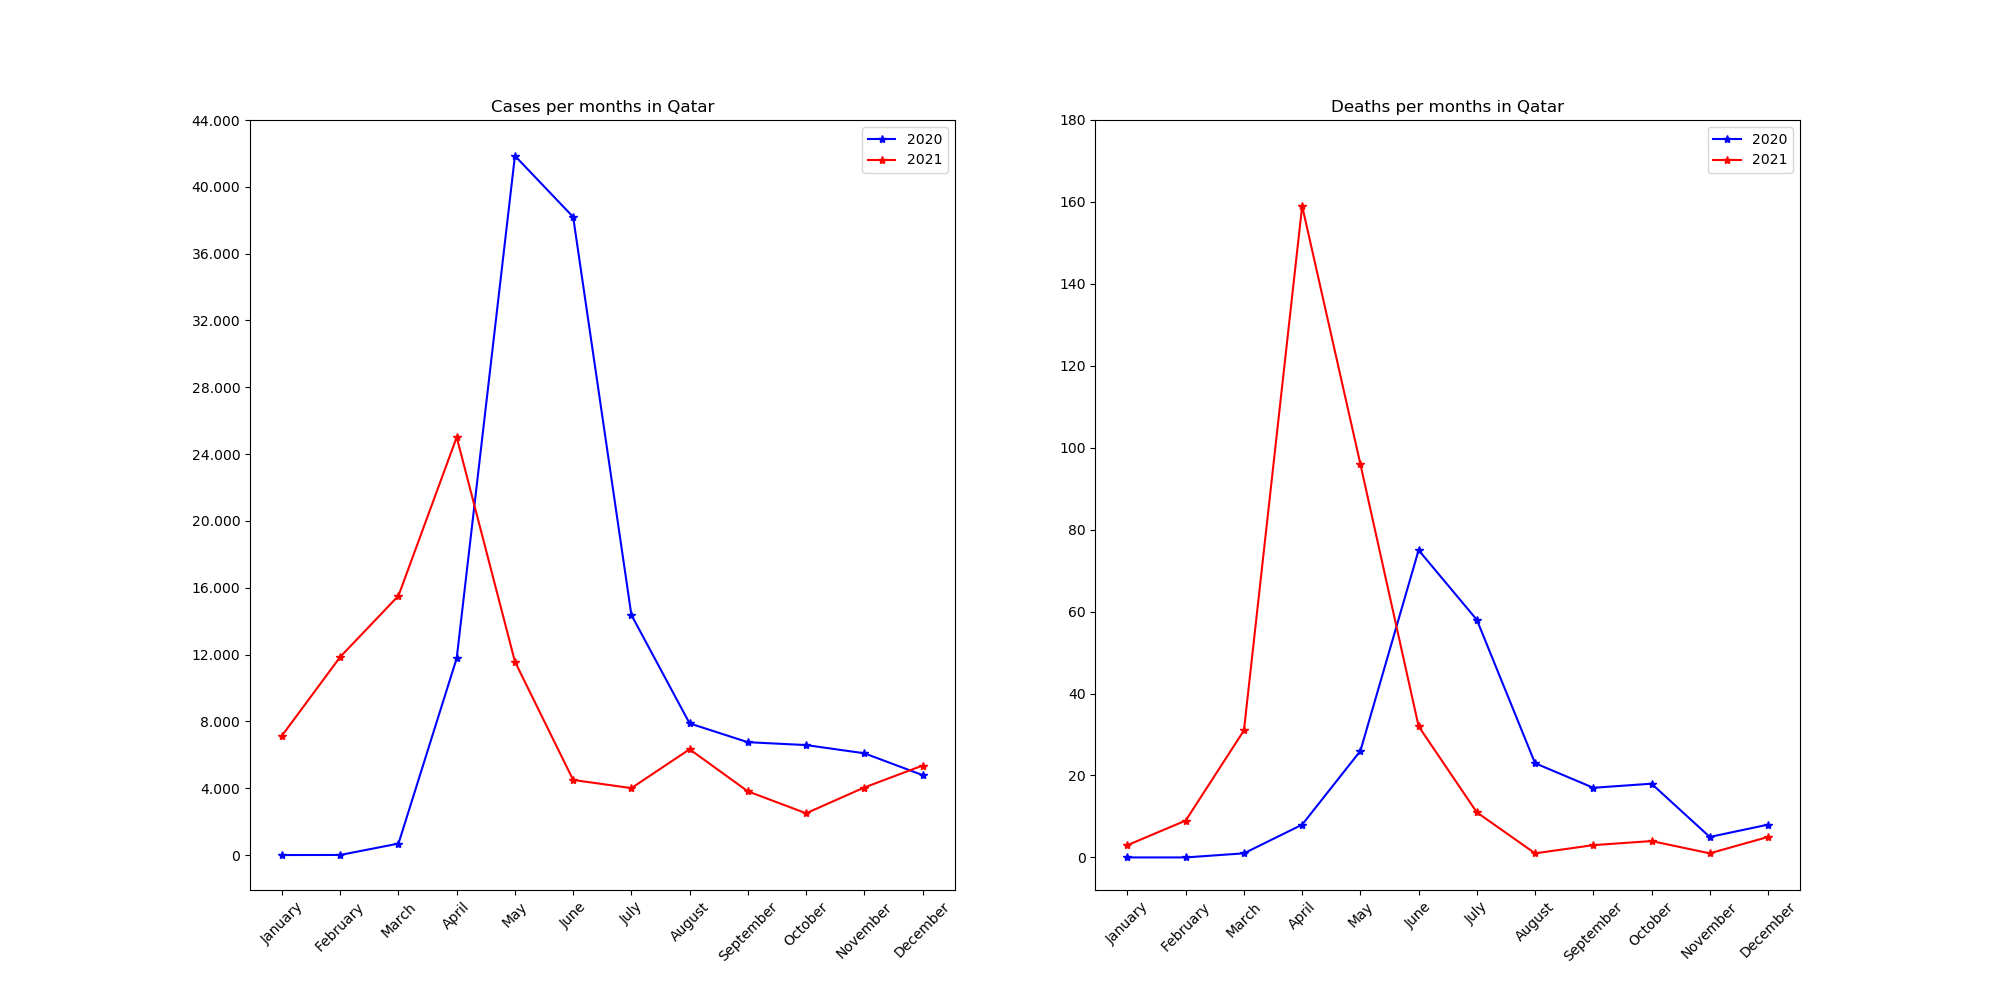 Cases per months in Qatar
44.000
40.000
36.000
32.000
28.000
24.000
20.000
16.000
12.000
8.000
4.000
0
2020
2021
January
February
March
April
May
June
July
August
September
October
November
December
Deaths per months in Qatar
180
160
140
120
100
80
60
40
20
0
2020
2021
January
February
March
April
May
June
July
August
September
October
November
December